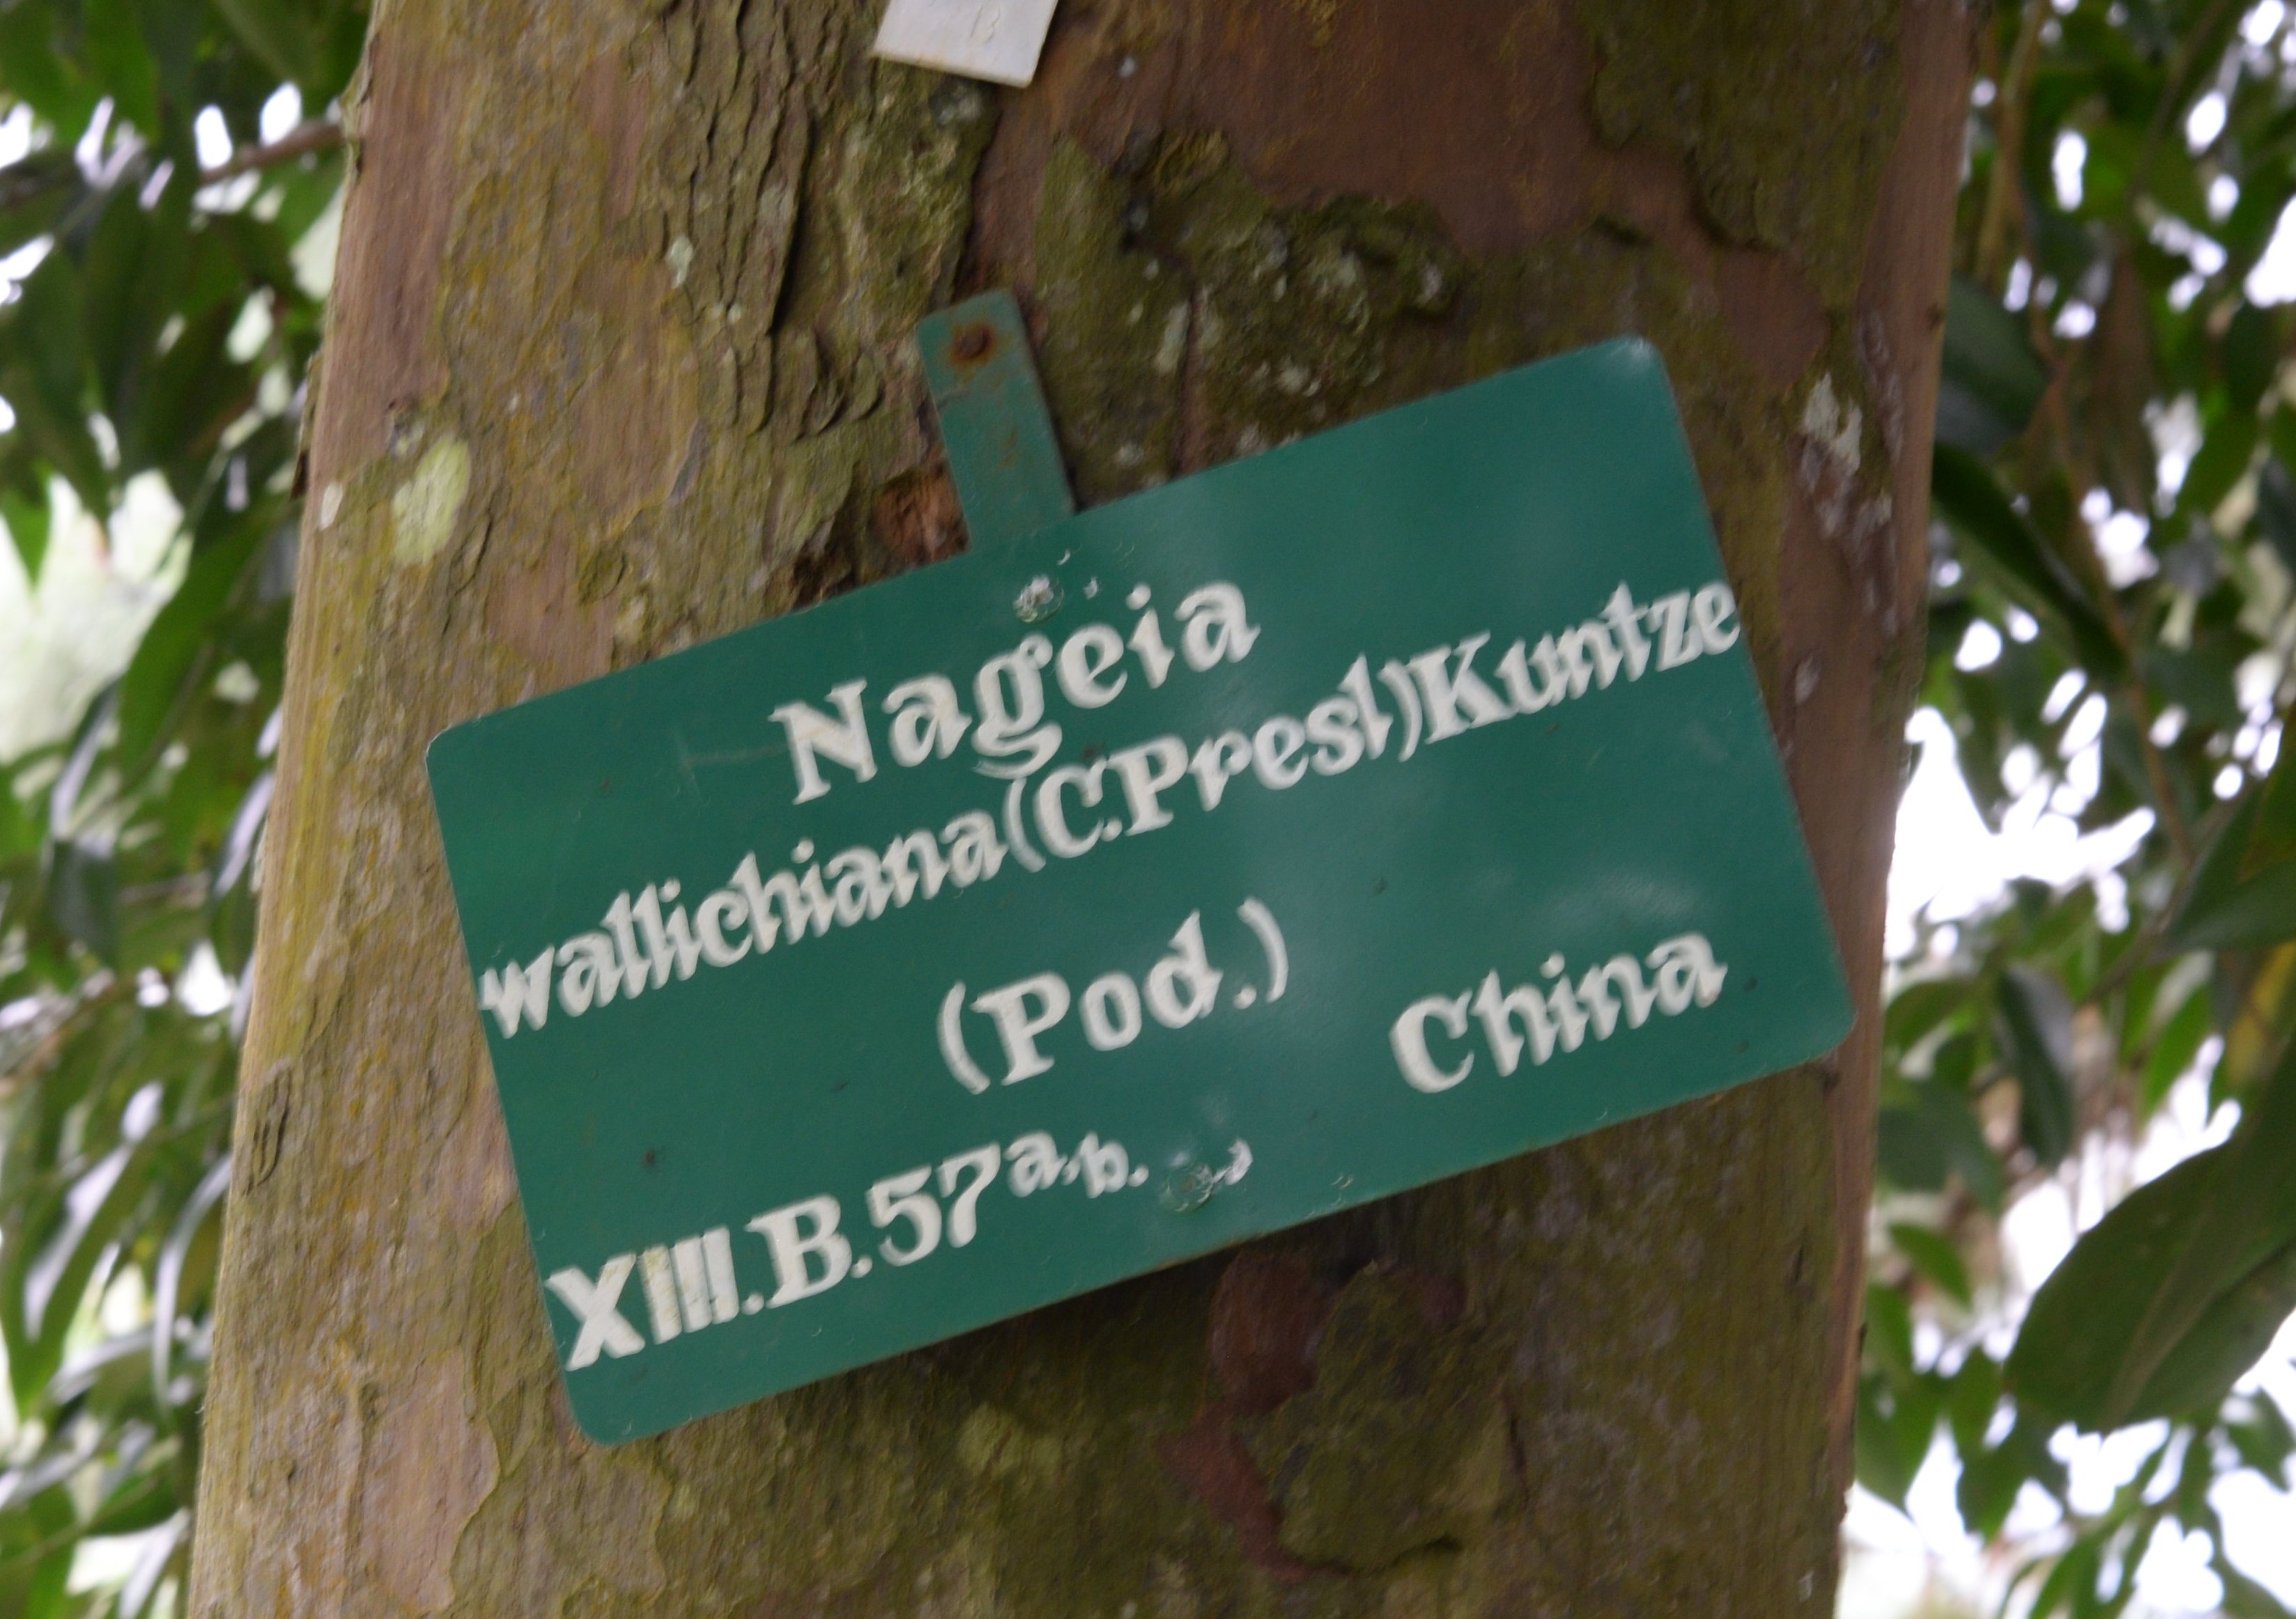 Nageia
wallichiana(C.Presl)Kuntze
(Pod.)
China
XIII.B.57a,b.